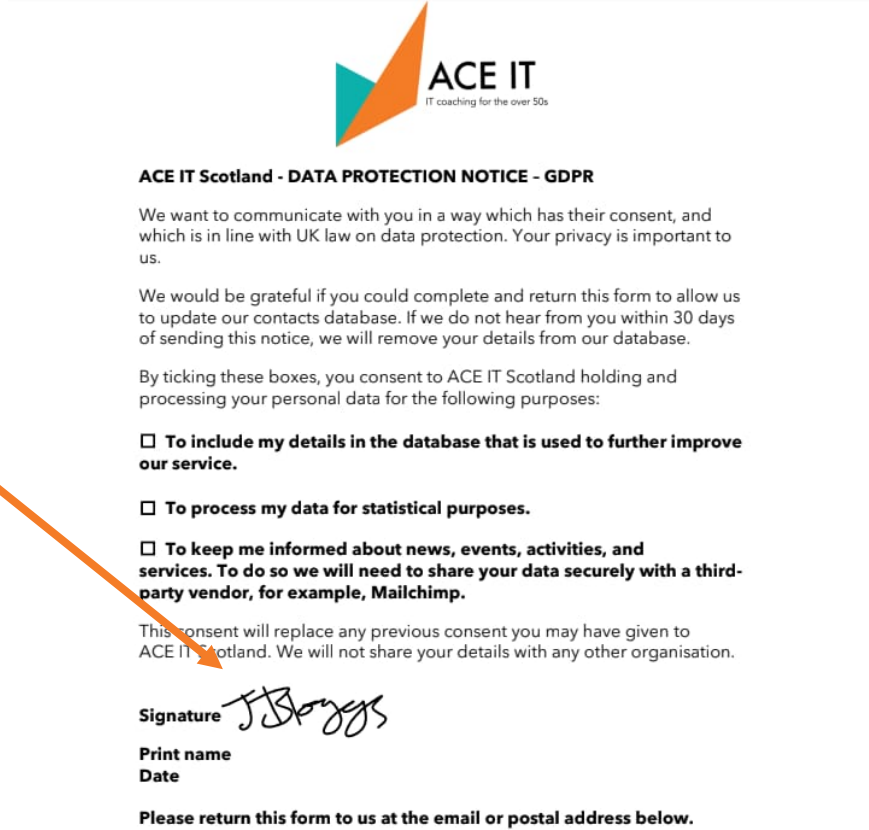 ACE IT
IT coaching for the over 50s
ACE IT Scotland - DATA PROTECTION NOTICE – GDPR
We want to communicate with you in a way which has their consent, and
which is in line with UK law on data protection. Your privacy is important to
us.
We would be grateful if you could complete and return this form to allow us
to update our contacts database. If we do not hear from you within 30 days
of sending this notice, we will remove your details from our database.
By ticking these boxes, you consent to ACE IT Scotland holding and
processing your personal data for the following purposes:
☐ To include my details in the database that is used to further improve
our service.
☐ To process my data for statistical purposes.
☐ To keep me informed about news, events, activities, and
services. To do so we will need to share your data securely with a third-
party vendor, for example, Mailchimp.
This consent will replace any previous consent you may have given to
ACE IT Scotland. We will not share your details with any other organisation.
Signature JBloggs
Print name
Date
Please return this form to us at the email or postal address below.